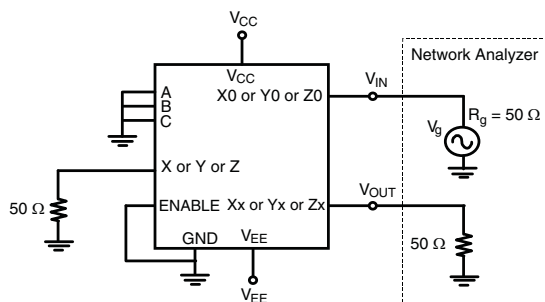 VCC
Network Analyzer
VCC
A
B
C
X0 or Y0 or Z0
VIN
Rg = 50 Ω
Vg
X or Y or Z
50 Ω
ENABLE
Xx or Yx or Zx
VOUT
50 Ω
GND
VEE
VEE